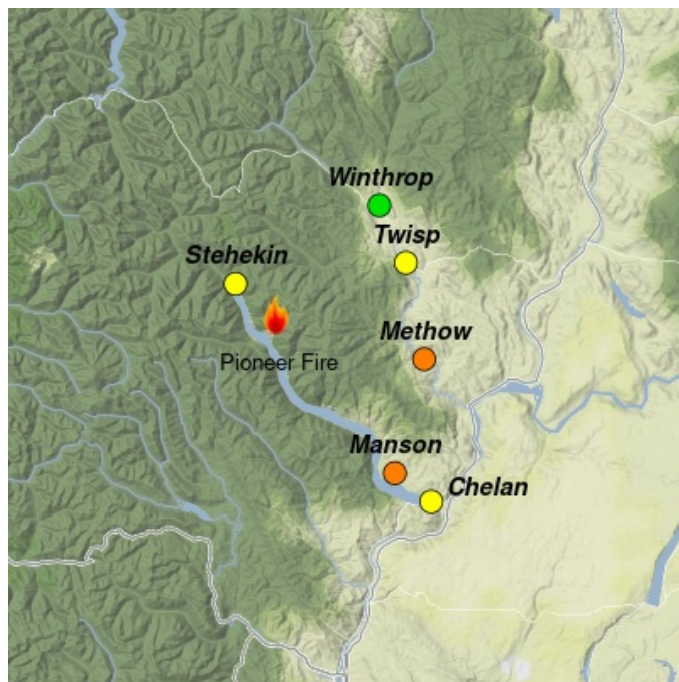 Winthrop
Twisp
Stehekin
Methow
Pioneer Fire
Manson
Chelan